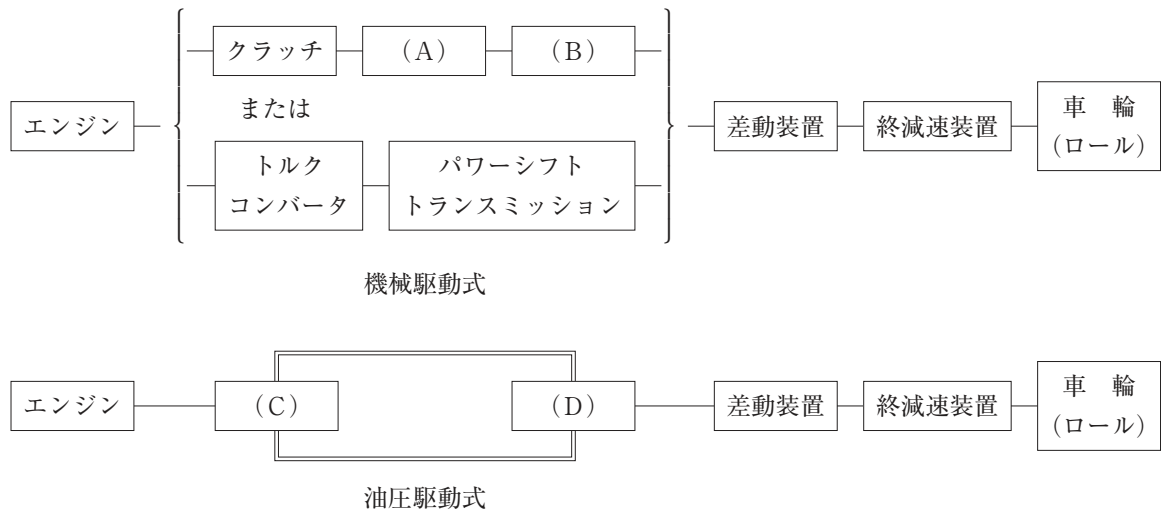 クラッチ
（A）
（B）
または
エンジン
トルク
コンバータ
パワーシフト
トランスミッション
差動装置
終減速装置
車　輪
（ロール）
機械駆動式
エンジン
（C）
（D）
差動装置
終減速装置
車　輪
（ロール）
油圧駆動式